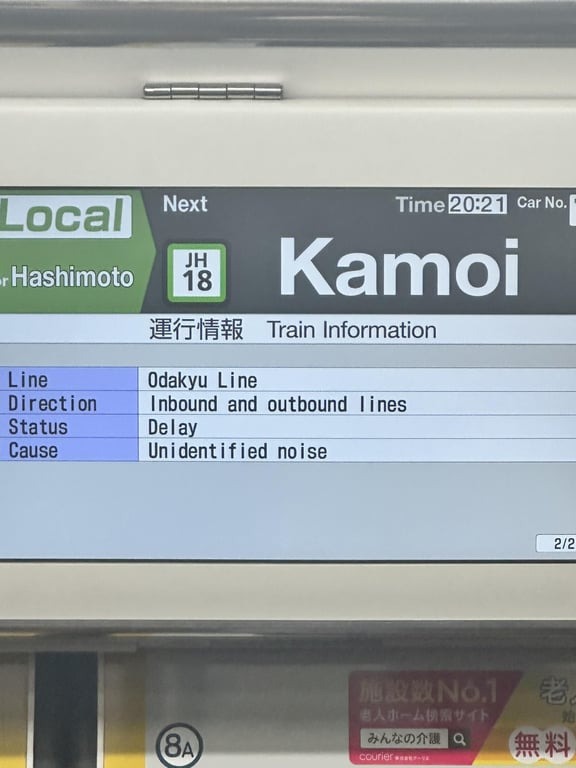 Local
Next
Time 20:21 Car No.
or Hashimoto
JH
18
Kamoi
運行情報 Train Information
Line Odakyu Line
Direction Inbound and outbound lines
Status Delay
Cause Unidentified noise
2/2
施設数No.1
老人ホーム検索サイト
みんなの介護
courier
8A
無料